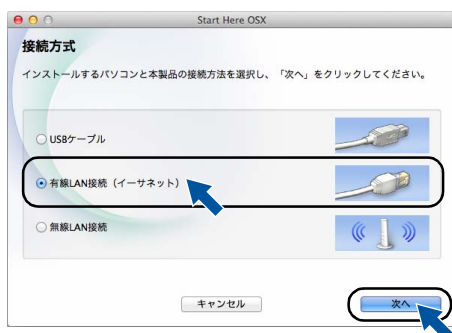 Start Here OSX
接続方式
インストールするパソコンと本製品の接続方法を選択し、「次へ」をクリックしてください。
USBケーブル
有線LAN接続（イーサネット）
無線LAN接続
キャンセル
次へ